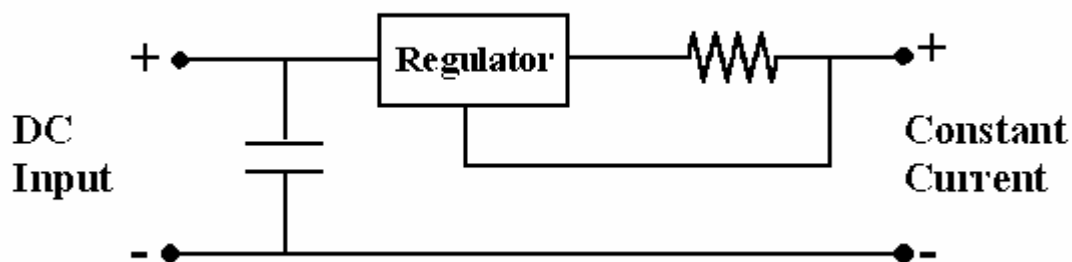 +
Regulator
+
DC
Input
Constant
Current
-
-